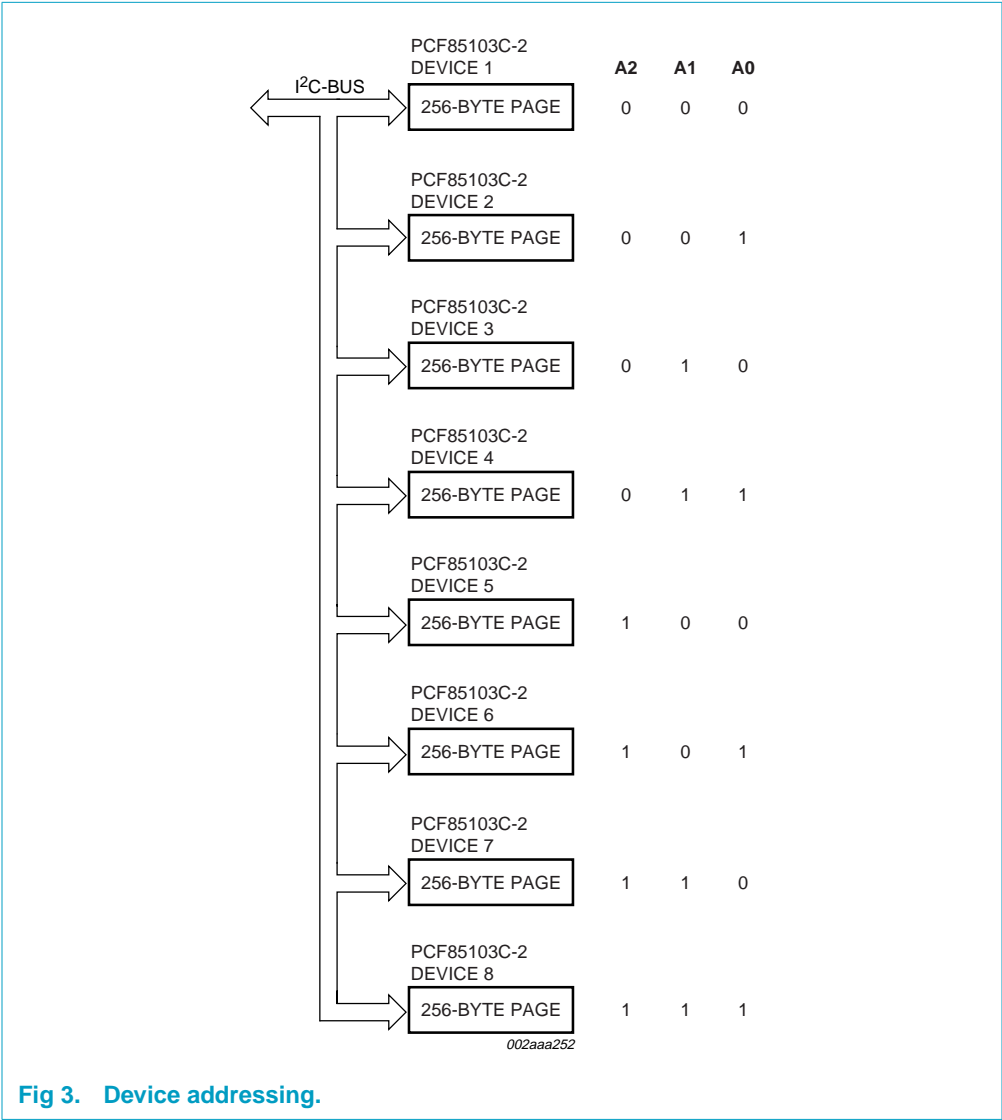 PCF85103C-2
DEVICE 1 A2 A1 A0
I²C-BUS
256-BYTE PAGE 0 0 0
PCF85103C-2
DEVICE 2
256-BYTE PAGE 0 0 1
PCF85103C-2
DEVICE 3
256-BYTE PAGE 0 1 0
PCF85103C-2
DEVICE 4
256-BYTE PAGE 0 1 1
PCF85103C-2
DEVICE 5
256-BYTE PAGE 1 0 0
PCF85103C-2
DEVICE 6
256-BYTE PAGE 1 0 1
PCF85103C-2
DEVICE 7
256-BYTE PAGE 1 1 0
PCF85103C-2
DEVICE 8
256-BYTE PAGE 1 1 1
002aaa252
Fig 3. Device addressing.